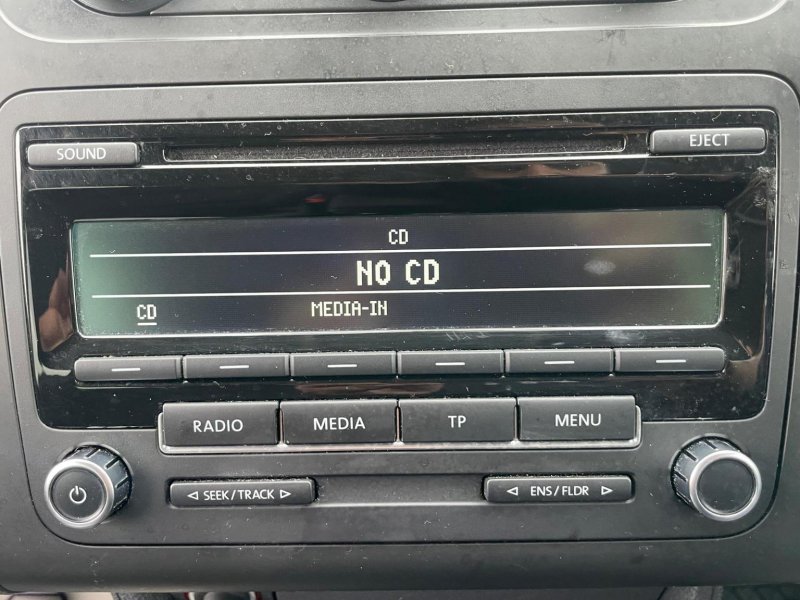 SOUND
EJECT
CD
NO CD
CD MEDIA-IN
RADIO MEDIA TP MENU
SEEK/TRACK
ENS/FLDR